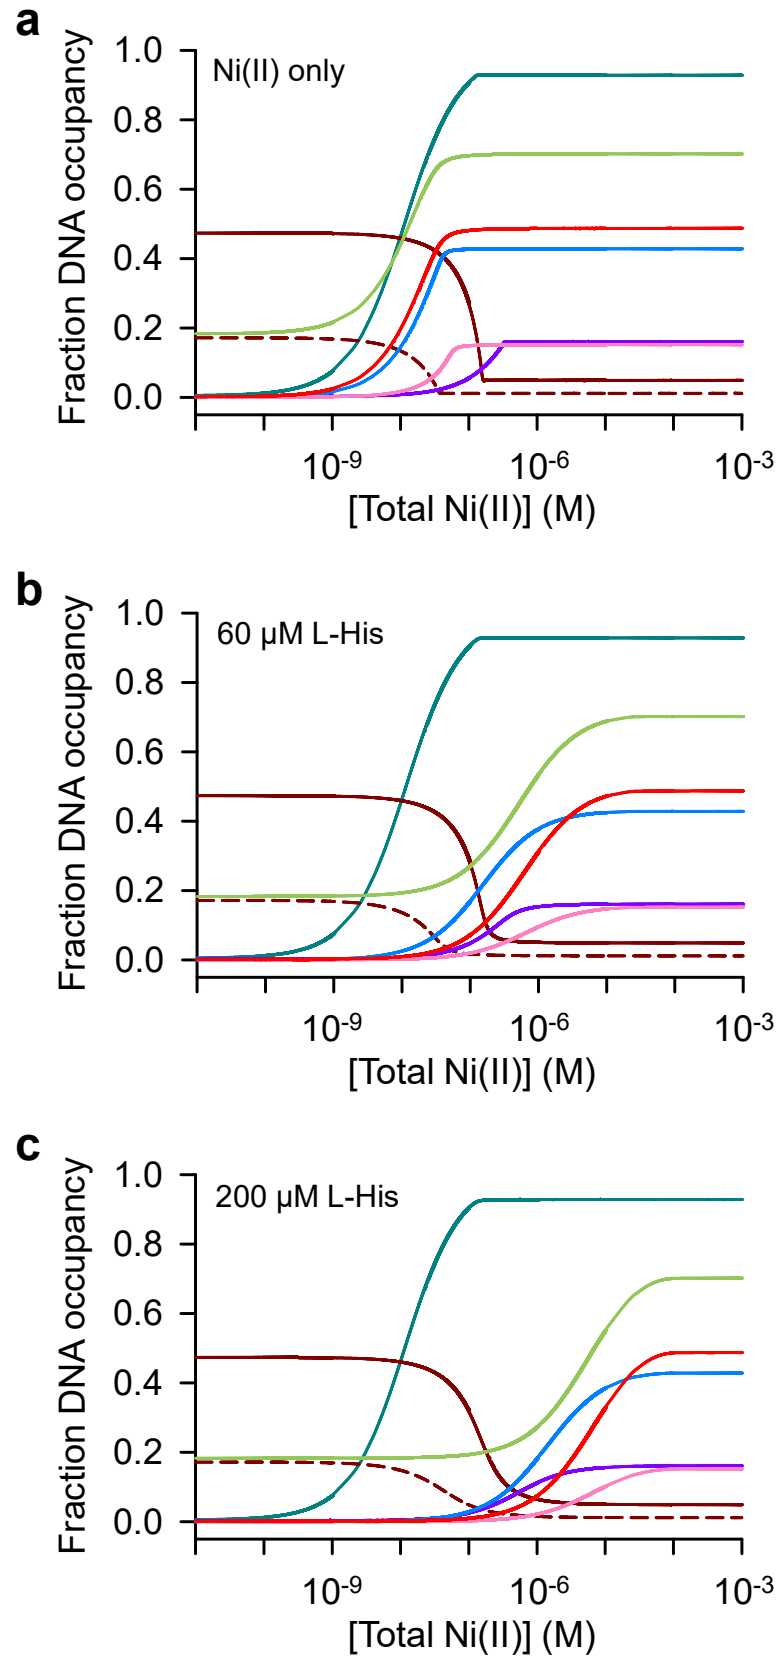 a
Ni(II) only
Fraction DNA occupancy
1.0
0.8
0.6
0.4
0.2
0.0
10⁻⁹ 10⁻⁶ 10⁻³
[Total Ni(II)] (M)
b
60 µM L-His
Fraction DNA occupancy
1.0
0.8
0.6
0.4
0.2
0.0
10⁻⁹ 10⁻⁶ 10⁻³
[Total Ni(II)] (M)
c
200 µM L-His
Fraction DNA occupancy
1.0
0.8
0.6
0.4
0.2
0.0
10⁻⁹ 10⁻⁶ 10⁻³
[Total Ni(II)] (M)